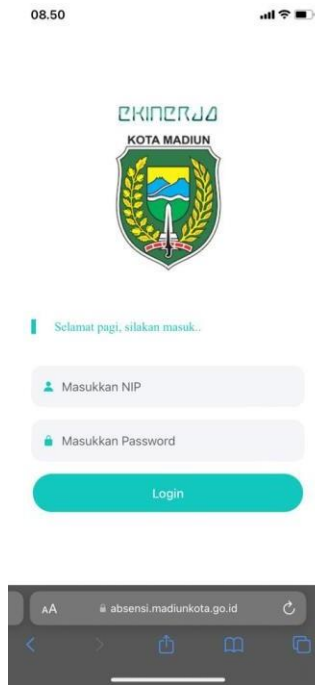 08.50
EKINERJA
KOTA MADIUN
Selamat pagi, silakan masuk..
Masukkan NIP
Masukkan Password
Login
AA absensi.madiunkota.go.id